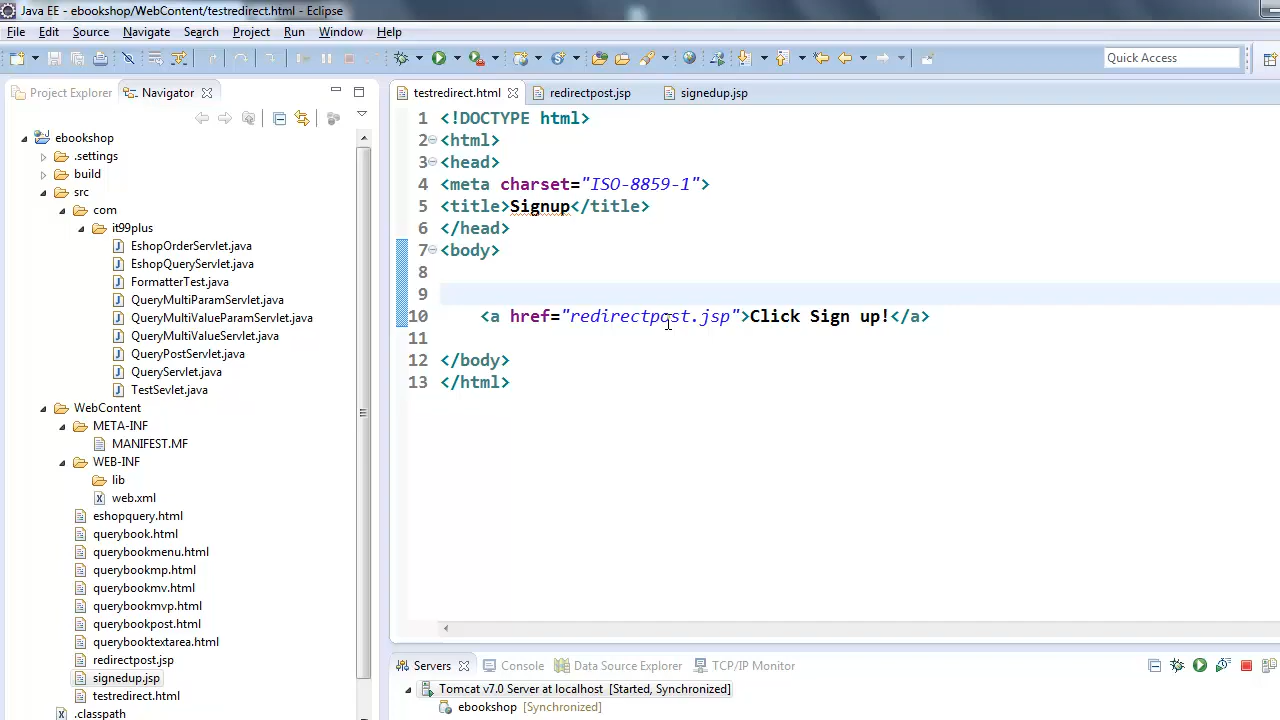 Java EE - ebookshop/WebContent/testredirect.html - Eclipse
File Edit Source Navigate Search Project Run Window Help
Quick Access
Project Explorer Navigator
ebookshop
.settings
build
src
com
it99plus
EshopOrderServlet.java
EshopQueryServlet.java
FormatterTest.java
QueryMultiParamServlet.java
QueryMultiValueParamServlet.java
QueryMultiValueServlet.java
QueryPostServlet.java
QueryServlet.java
TestSevlet.java
WebContent
META-INF
MANIFEST.MF
WEB-INF
lib
web.xml
eshopquery.html
querybook.html
querybookmenu.html
querybookmp.html
querybookmv.html
querybookmvp.html
querybookpost.html
querybooktextarea.html
redirectpost.jsp
signedup.jsp
testredirect.html
.classpath
testredirect.html redirectpost.jsp signedup.jsp
1 <!DOCTYPE html>
2 <html>
3 <head>
4 <meta charset="ISO-8859-1">
5 <title>Signup</title>
6 </head>
7 <body>
8
9
10 <a href="redirectpost.jsp">Click Sign up!</a>
11
12 </body>
13 </html>
Servers Console Data Source Explorer TCP/IP Monitor
Tomcat v7.0 Server at localhost [Started, Synchronized]
ebookshop [Synchronized]